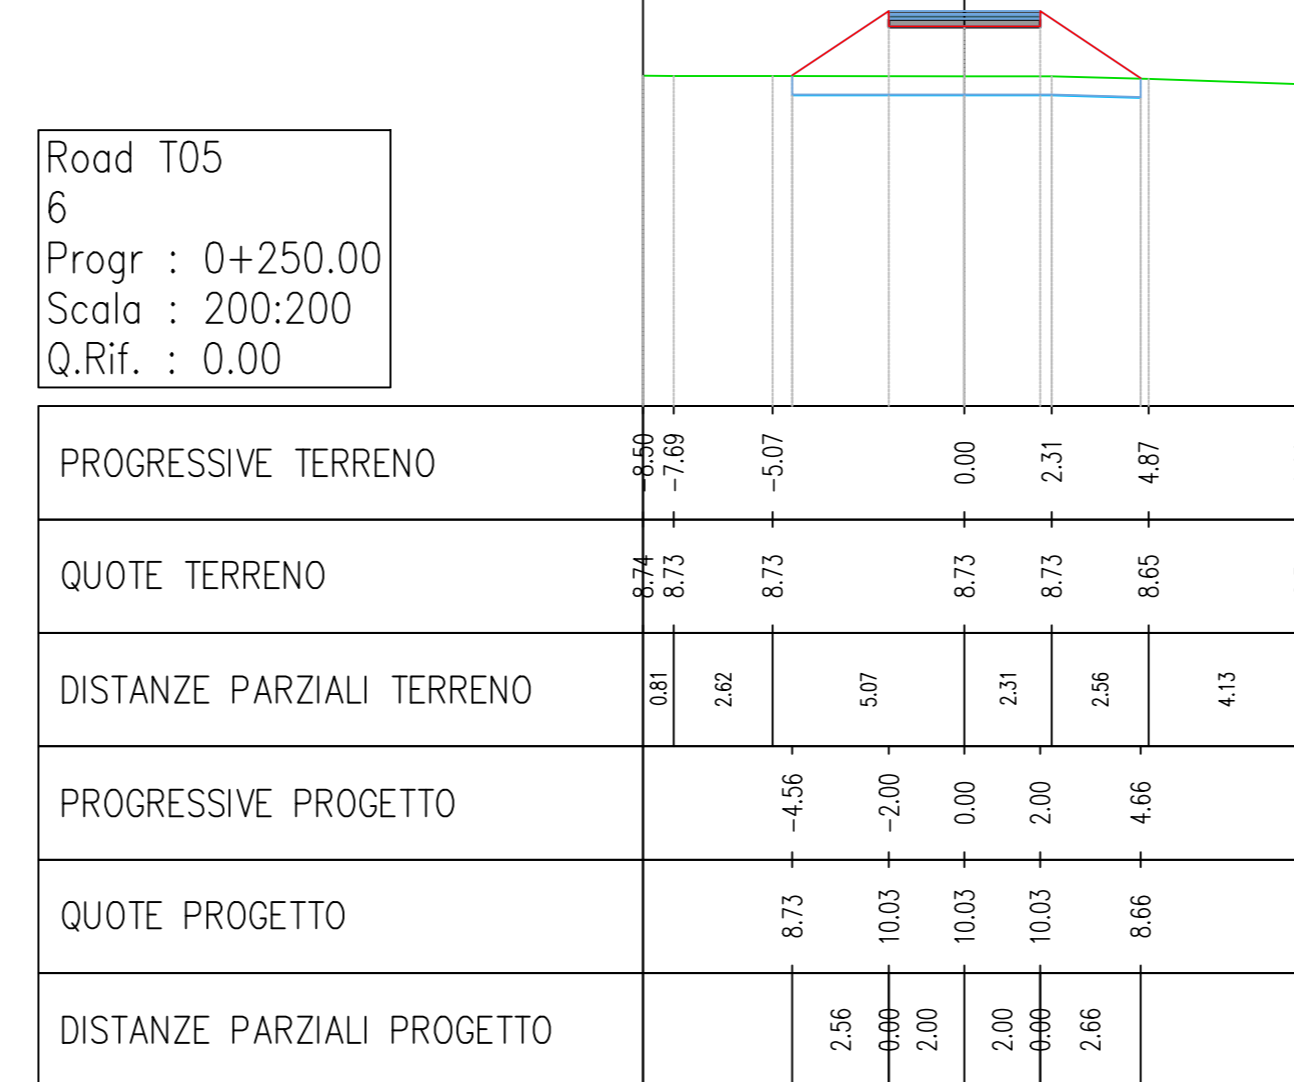 Road T05
6
Progr : 0+250.00
Scala : 200:200
Q.Rif. : 0.00
PROGRESSIVE TERRENO -8.50 -7.69 -5.07 0.00 2.31 4.87
QUOTE TERRENO 8.74 8.73 8.73 8.73 8.73 8.65
DISTANZE PARZIALI TERRENO 0.81 2.62 5.07 2.31 2.56 4.13
PROGRESSIVE PROGETTO -4.56 -2.00 0.00 2.00 4.66
QUOTE PROGETTO 8.73 10.03 10.03 10.03 8.66
DISTANZE PARZIALI PROGETTO 2.56 0.00 2.00 2.00 0.00 2.66